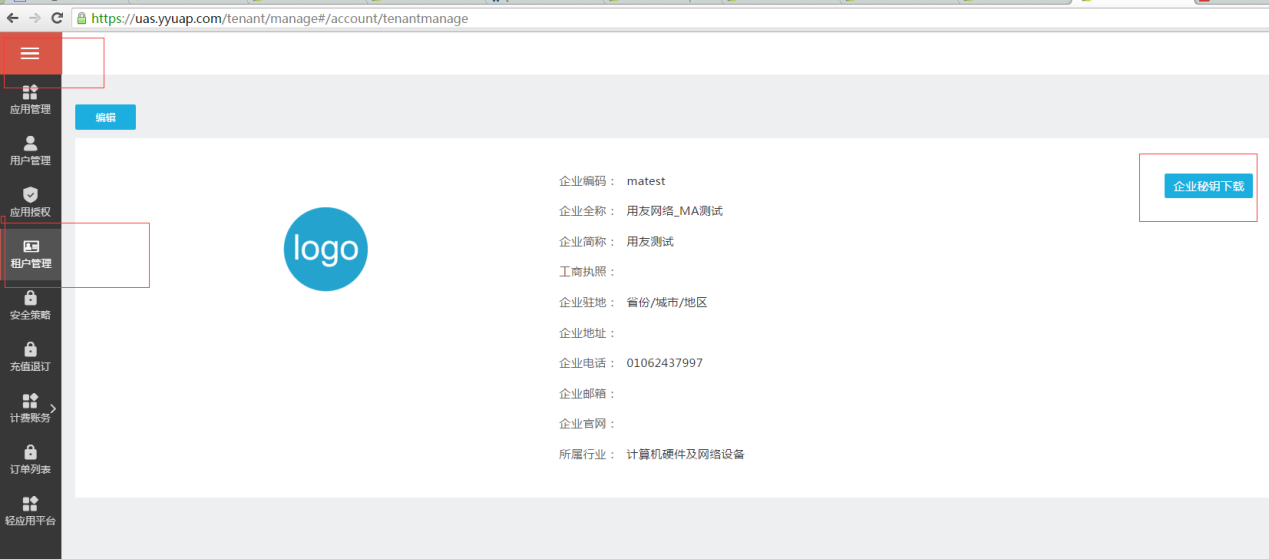 https://uas.yyuap.com/tenant/manage#/account/tenantmanage
应用管理
用户管理
应用授权
租户管理
安全策略
充值退订
计费账务
订单列表
轻应用平台
编辑
logo
企业编码： matest
企业全称： 用友网络_MA测试
企业简称： 用友测试
工商执照：
企业驻地： 省份/城市/地区
企业地址：
企业电话： 01062437997
企业邮箱：
企业官网：
所属行业： 计算机硬件及网络设备
企业秘钥下载